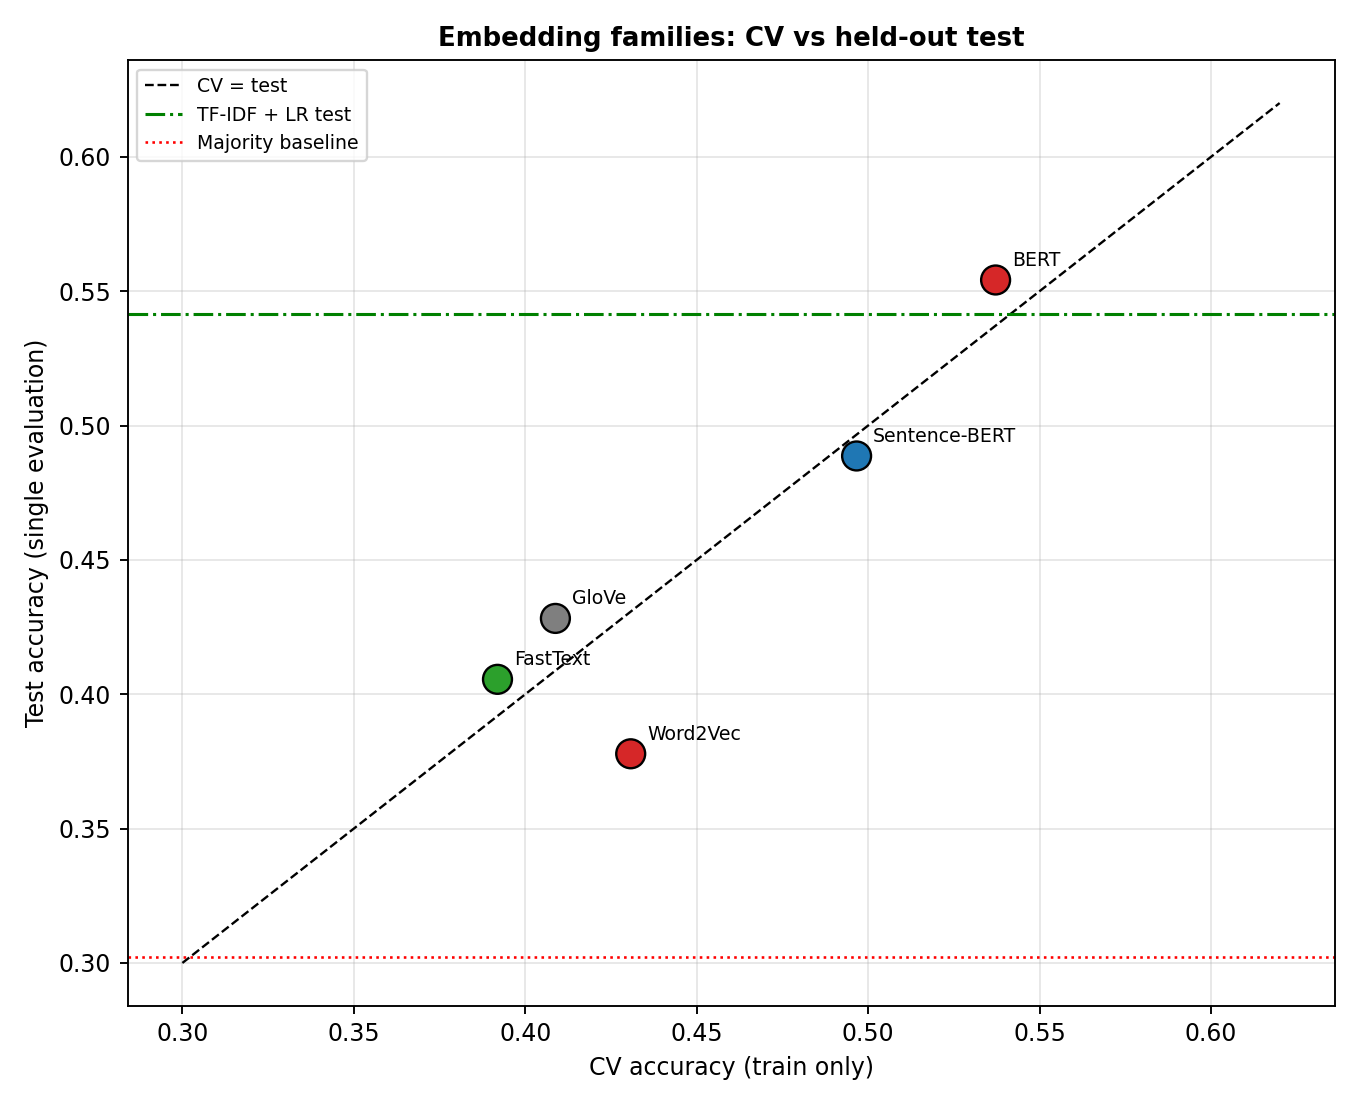 Embedding families: CV vs held-out test
CV = test
TF-IDF + LR test
Majority baseline
Test accuracy (single evaluation)
0.60
0.55
0.50
0.45
0.40
0.35
0.30
BERT
Sentence-BERT
GloVe
FastText
Word2Vec
0.30 0.35 0.40 0.45 0.50 0.55 0.60
CV accuracy (train only)